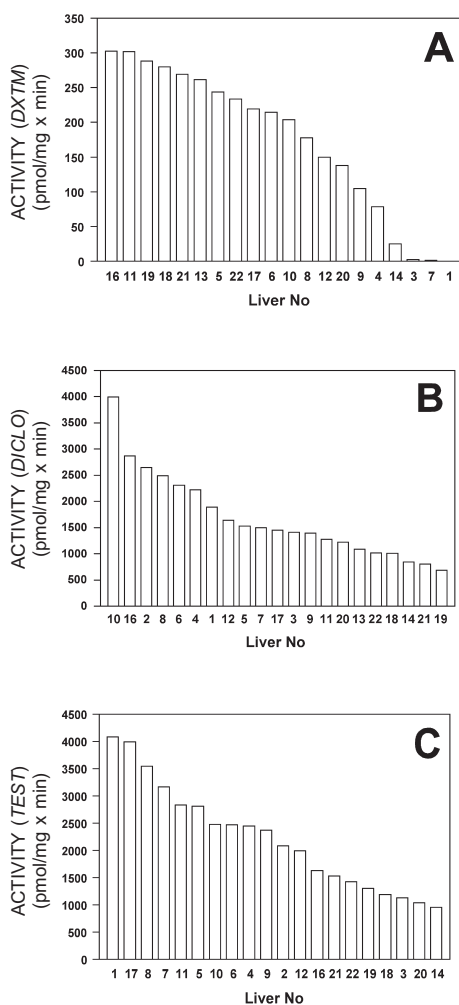 A
ACTIVITY (DXTM)
(pmol/mg x min)
350
300
250
200
150
100
50
0
16 11 19 18 21 13 5 22 17 6 10 8 12 20 9 4 14 3 7 1
Liver No
B
ACTIVITY (DICLO)
(pmol/mg x min)
4500
4000
3500
3000
2500
2000
1500
1000
500
0
10 16 2 8 6 4 1 12 5 7 17 3 9 11 20 13 22 18 14 21 19
Liver No
C
ACTIVITY (TEST)
(pmol/mg x min)
4500
4000
3500
3000
2500
2000
1500
1000
500
0
1 17 8 7 11 5 10 6 4 9 2 12 16 21 22 19 18 3 20 14
Liver No